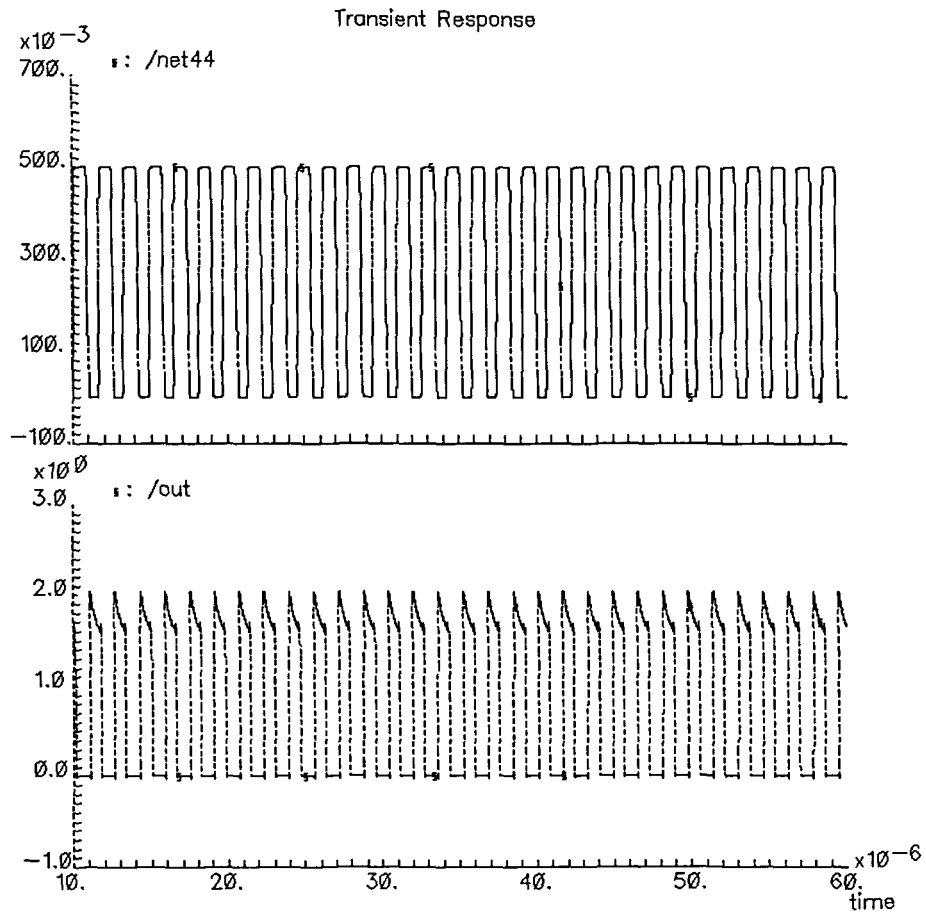 Transient Response
x10 −3
s: /net44
700.
500.
300.
100.
−100.
x10 0
s: /out
3.0
2.0
1.0
0.0
−1.0
10. 20. 30. 40. 50. 60.
x10 −6
time